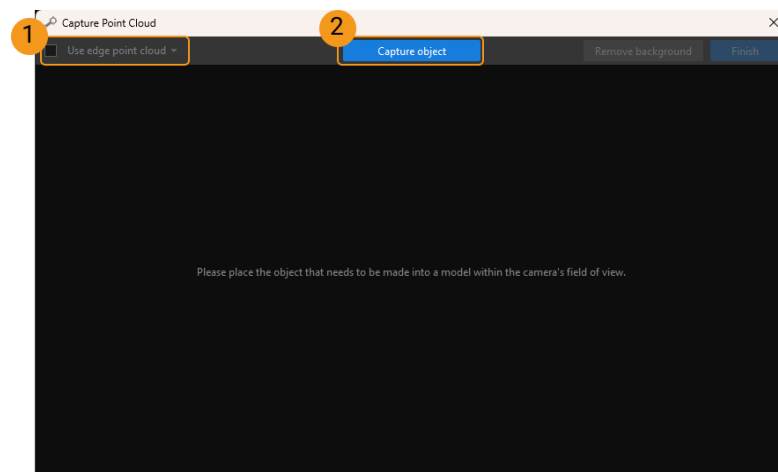 Capture Point Cloud
1
2
Use edge point cloud
Capture object
Remove background
Finish
Please place the object that needs to be made into a model within the camera's field of view.